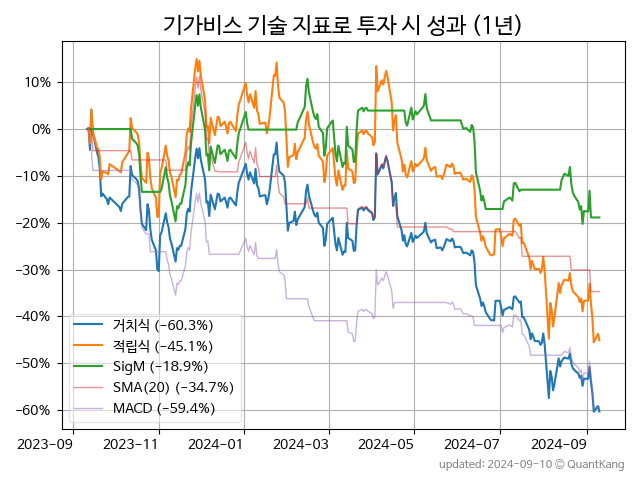 기가비스 기술 지표로 투자 시 성과 (1년)
10%
0%
−10%
−20%
−30%
−40%
−50%
−60%
거치식 (−60.3%)
적립식 (−45.1%)
SigM (−18.9%)
SMA(20) (−34.7%)
MACD (−59.4%)
2023-09 2023-11 2024-01 2024-03 2024-05 2024-07 2024-09
updated: 2024-09-10 © QuantKang